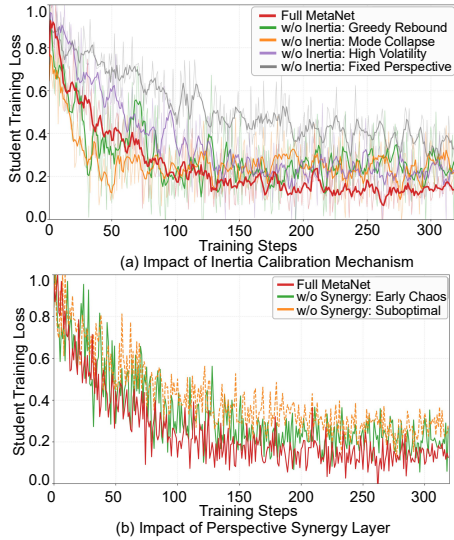 Student Training Loss
1.0
0.8
0.6
0.4
0.2
0.0
Full MetaNet
w/o Inertia: Greedy Rebound
w/o Inertia: Mode Collapse
w/o Inertia: High Volatility
w/o Inertia: Fixed Perspective
0 50 100 150 200 250 300
Training Steps
(a) Impact of Inertia Calibration Mechanism
Student Training Loss
1.0
0.8
0.6
0.4
0.2
0.0
Full MetaNet
w/o Synergy: Early Chaos
w/o Synergy: Suboptimal
0 50 100 150 200 250 300
Training Steps
(b) Impact of Perspective Synergy Layer